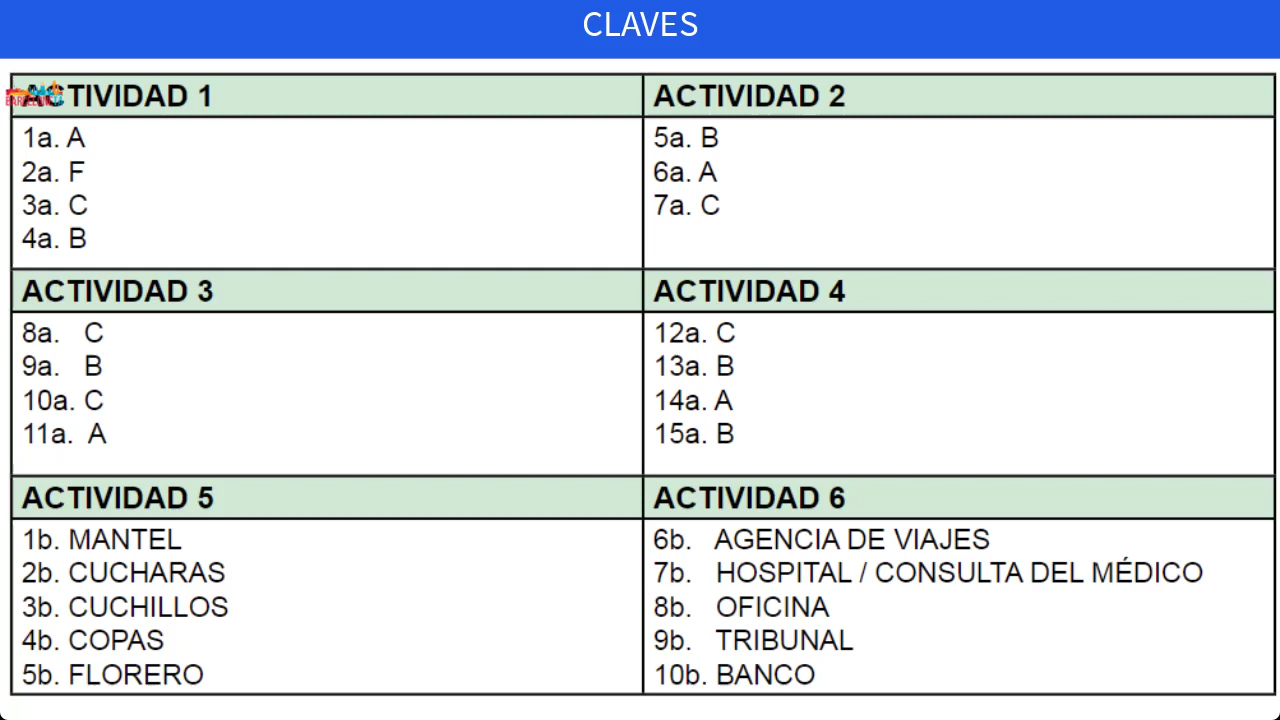 CLAVES
ACTIVIDAD 1
1a. A
2a. F
3a. C
4a. B
ACTIVIDAD 2
5a. B
6a. A
7a. C
ACTIVIDAD 3
8a. C
9a. B
10a. C
11a. A
ACTIVIDAD 4
12a. C
13a. B
14a. A
15a. B
ACTIVIDAD 5
1b. MANTEL
2b. CUCHARAS
3b. CUCHILLOS
4b. COPAS
5b. FLORERO
ACTIVIDAD 6
6b. AGENCIA DE VIAJES
7b. HOSPITAL / CONSULTA DEL MÉDICO
8b. OFICINA
9b. TRIBUNAL
10b. BANCO